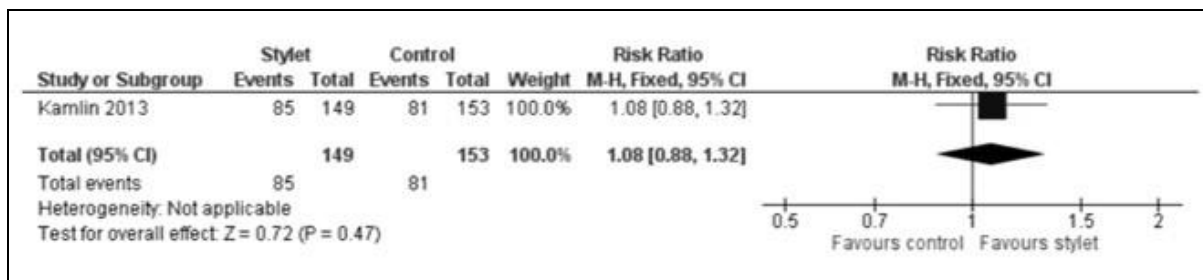 Stylet Control Risk Ratio Risk Ratio
Study or Subgroup Events Total Events Total Weight M-H, Fixed, 95% CI M-H, Fixed, 95% CI
Kamlin 2013 85 149 81 153 100.0% 1.08 [0.88, 1.32]
Total (95% CI) 149 153 100.0% 1.08 [0.88, 1.32]
Total events 85 81
Heterogeneity: Not applicable
Test for overall effect: Z = 0.72 (P = 0.47)
0.5 0.7 1 1.5 2
Favours control Favours stylet